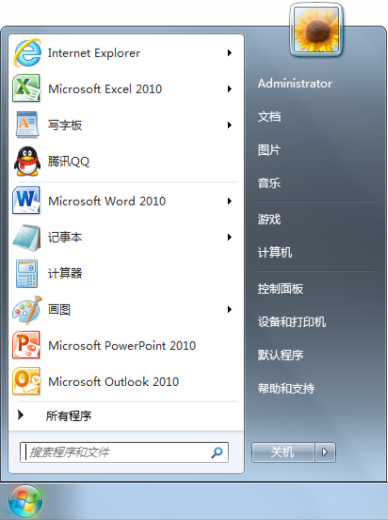 Internet Explorer
Microsoft Excel 2010
写字板
腾讯QQ
Microsoft Word 2010
记事本
计算器
画图
Microsoft PowerPoint 2010
Microsoft Outlook 2010
所有程序
搜索程序和文件
Administrator
文档
图片
音乐
游戏
计算机
控制面板
设备和打印机
默认程序
帮助和支持
关机